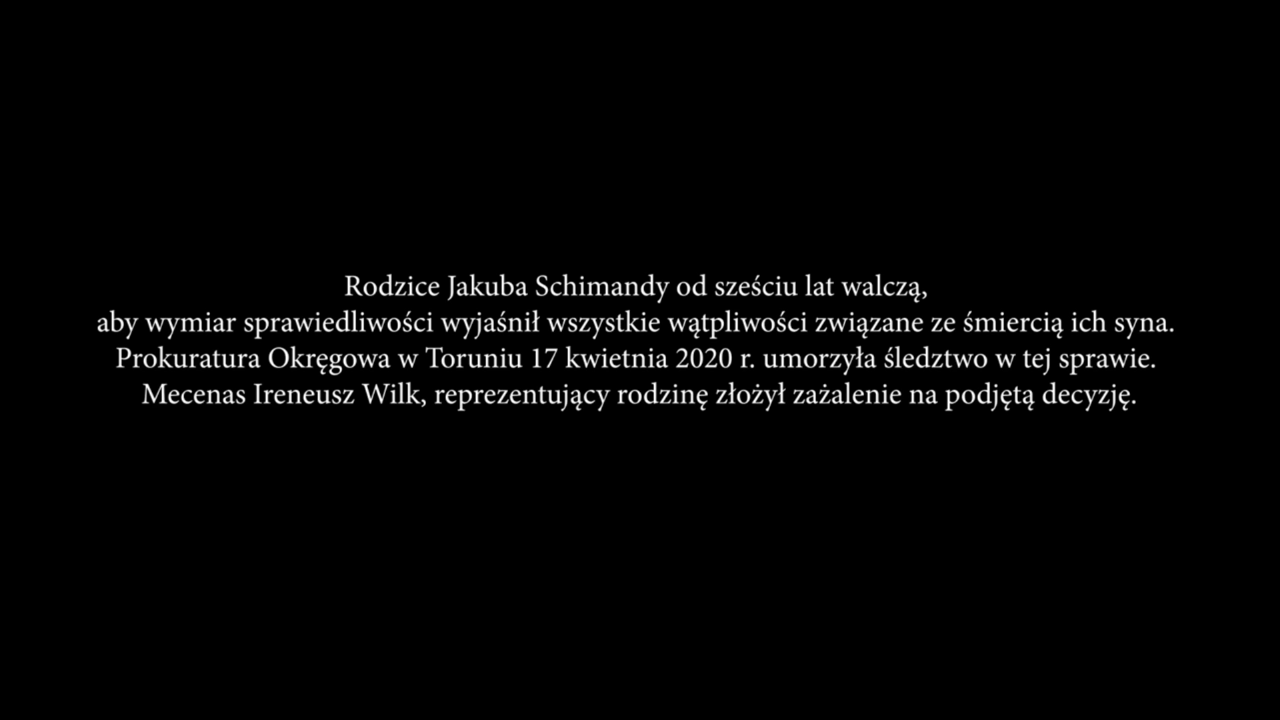 Rodzice Jakuba Schimandy od sześciu lat walczą,
aby wymiar sprawiedliwości wyjaśnił wszystkie wątpliwości związane ze śmiercią ich syna.
Prokuratura Okręgowa w Toruniu 17 kwietnia 2020 r. umorzyła śledztwo w tej sprawie.
Mecenas Ireneusz Wilk, reprezentujący rodzinę złożył zażalenie na podjętą decyzję.